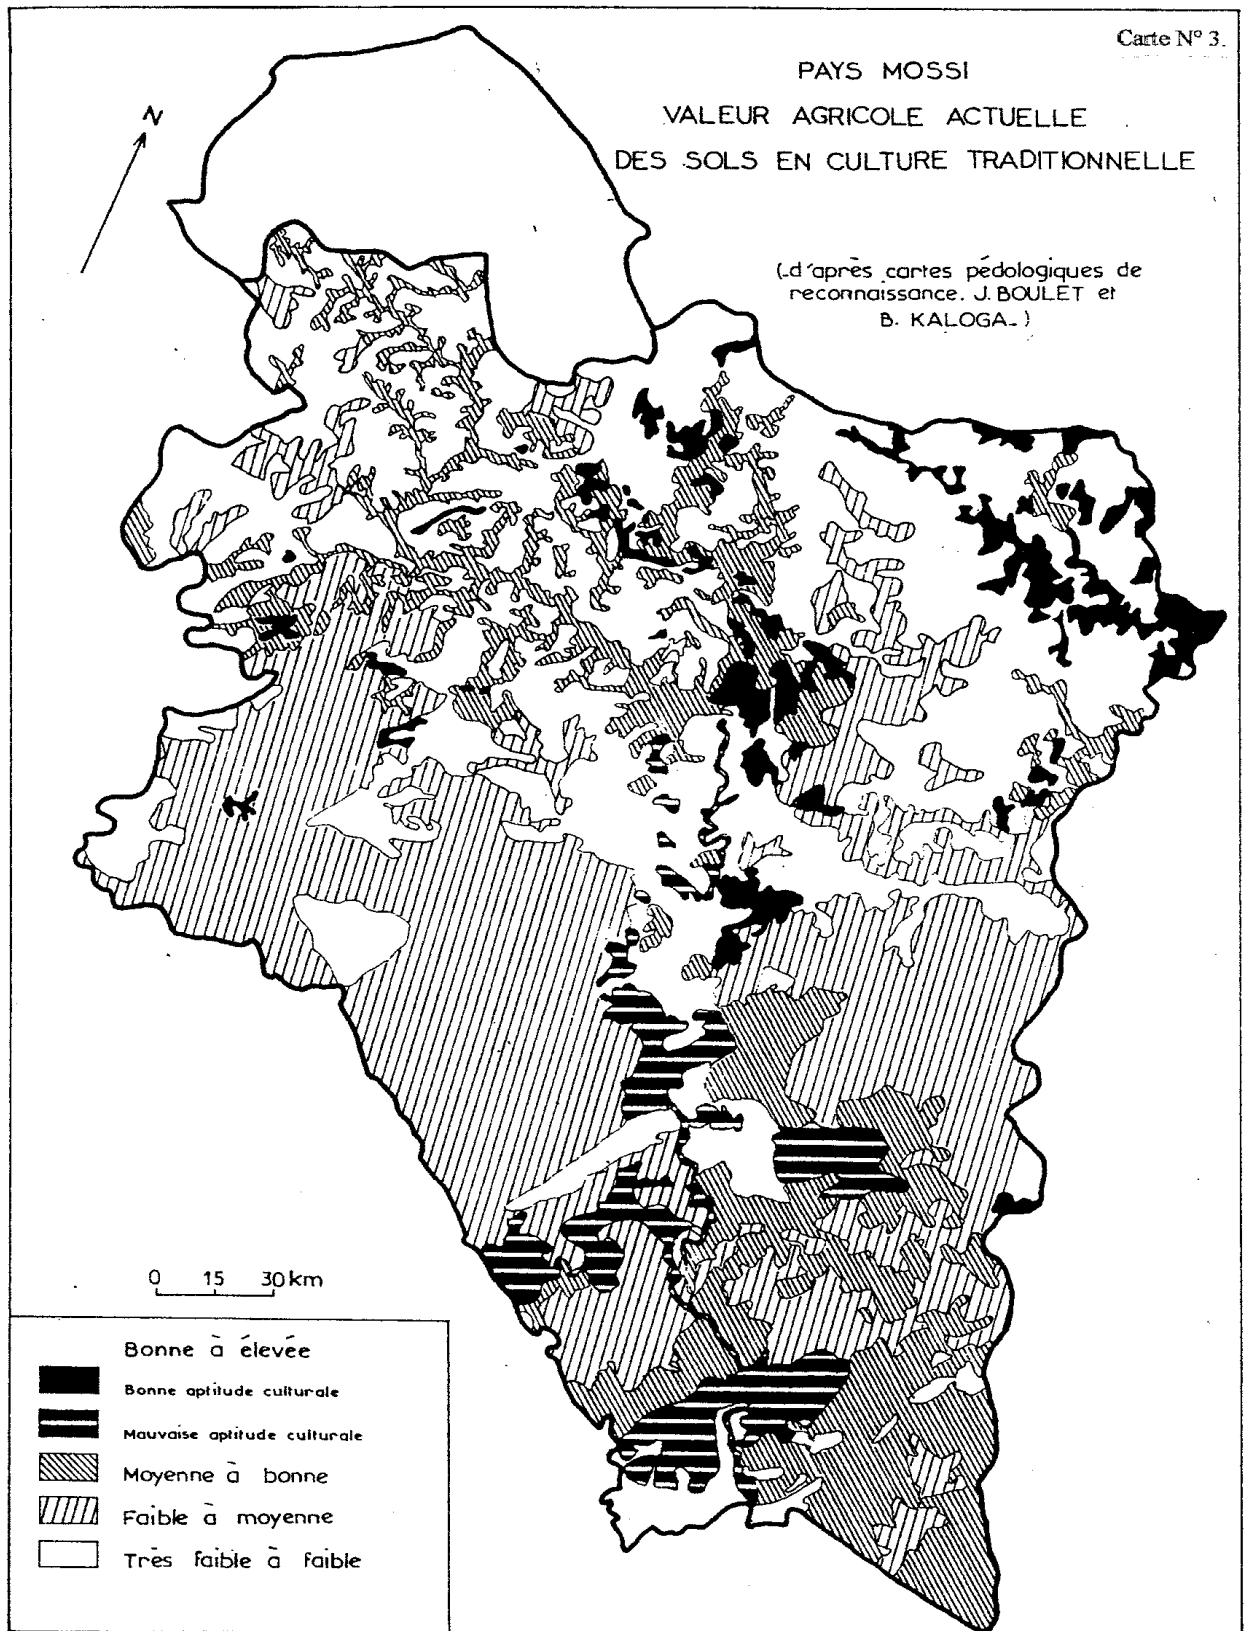 Carte N° 3.
PAYS MOSSI
VALEUR AGRICOLE ACTUELLE
DES SOLS EN CULTURE TRADITIONNELLE
(d'après cartes pédologiques de
reconnaissance. J. BOULET et
B. KALOGA_)
N
0 15 30 km
Bonne à élevée
Bonne aptitude culturale
Mauvaise aptitude culturale
Moyenne à bonne
Faible à moyenne
Très faible à faible